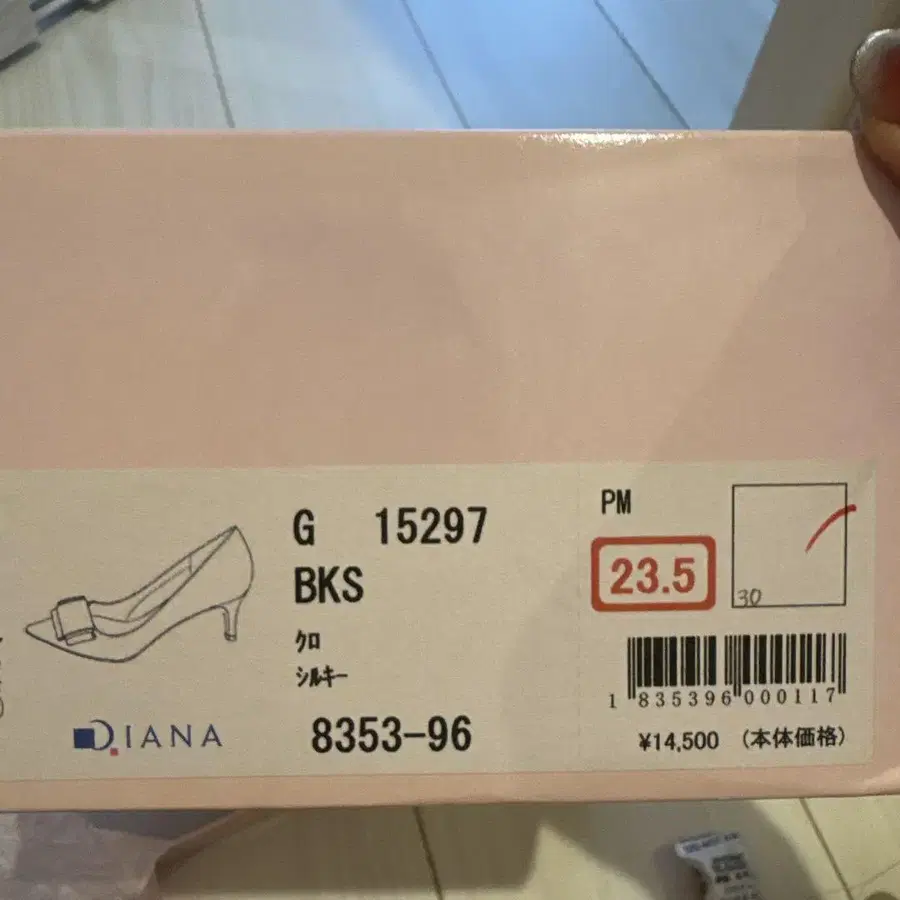 G 15297
BKS
クロ
シルキー
8353-96
DIANA
PM
23.5
30
1 835396 000117
¥14,500 (本体価格)